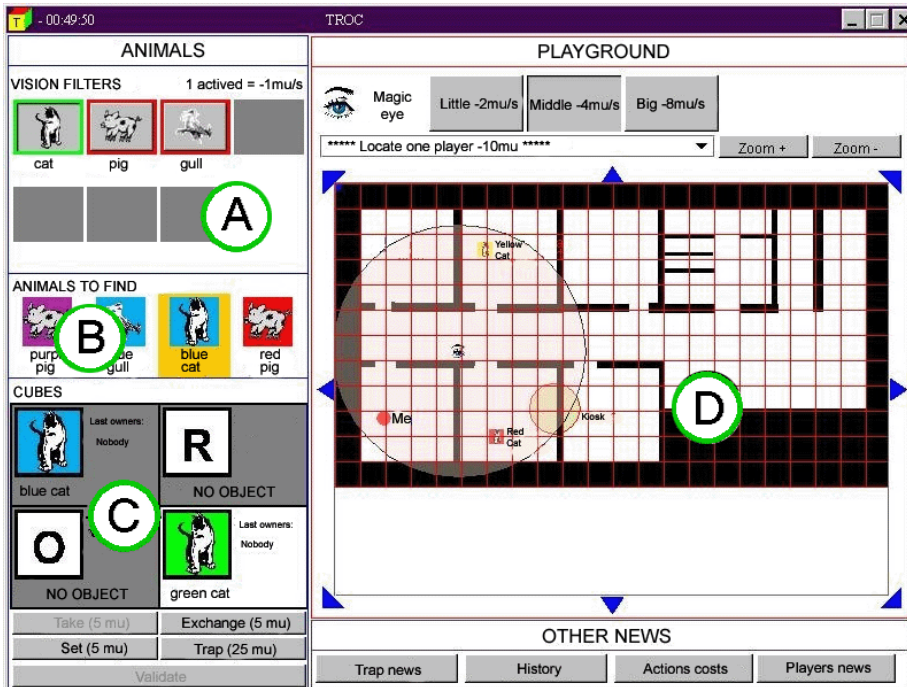 T - 00:49:50
TROC
ANIMALS
VISION FILTERS 1 actived = -1mu/s
cat pig gull
A
ANIMALS TO FIND
B
blue red
pig gull cat pig
CUBES
Last owners:
Nobody
blue cat
R
NO OBJECT
C
O
NO OBJECT
Last owners:
Nobody
green cat
Take (5 mu) Exchange (5 mu)
Set (5 mu) Trap (25 mu)
Validate
PLAYGROUND
Magic
eye
Little -2mu/s Middle -4mu/s Big -8mu/s
***** Locate one player -10mu *****
Zoom + Zoom -
Yellow
Cat
Me
Red
Cat
Kiosk
D
OTHER NEWS
Trap news History Actions costs Players news